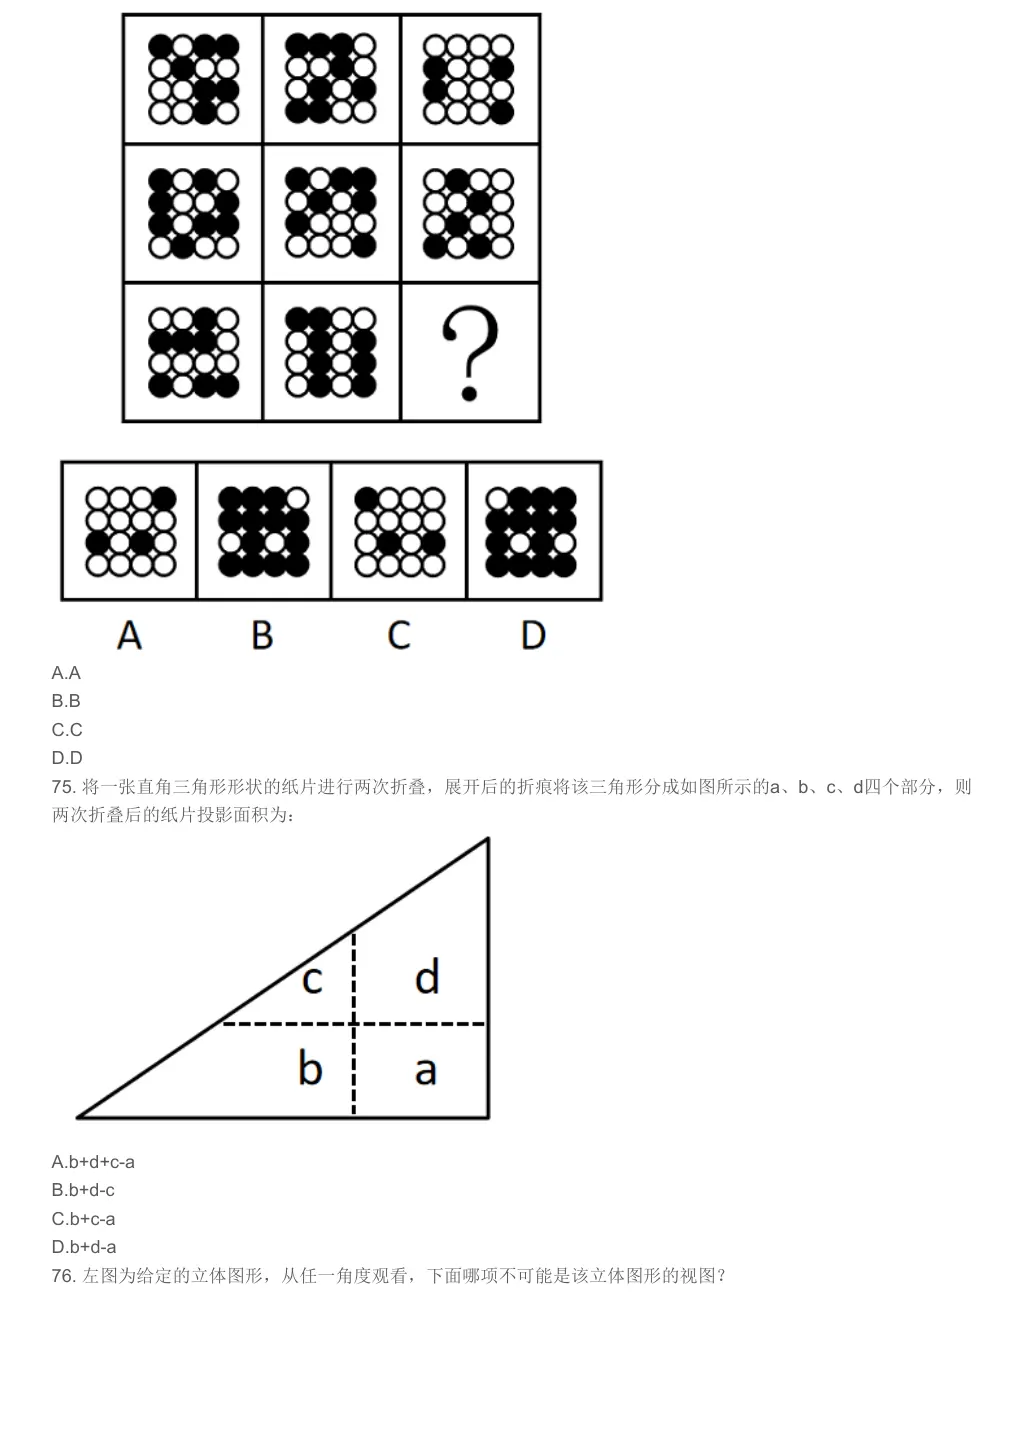 ?
A B C D
A.A
B.B
C.C
D.D
75. 将一张直角三角形形状的纸片进行两次折叠，展开后的折痕将该三角形分成如图所示的a、b、c、d四个部分，则
两次折叠后的纸片投影面积为：
c d
b a
A.b+d+c-a
B.b+d-c
C.b+c-a
D.b+d-a
76. 左图为给定的立体图形，从任一角度观看，下面哪项不可能是该立体图形的视图？